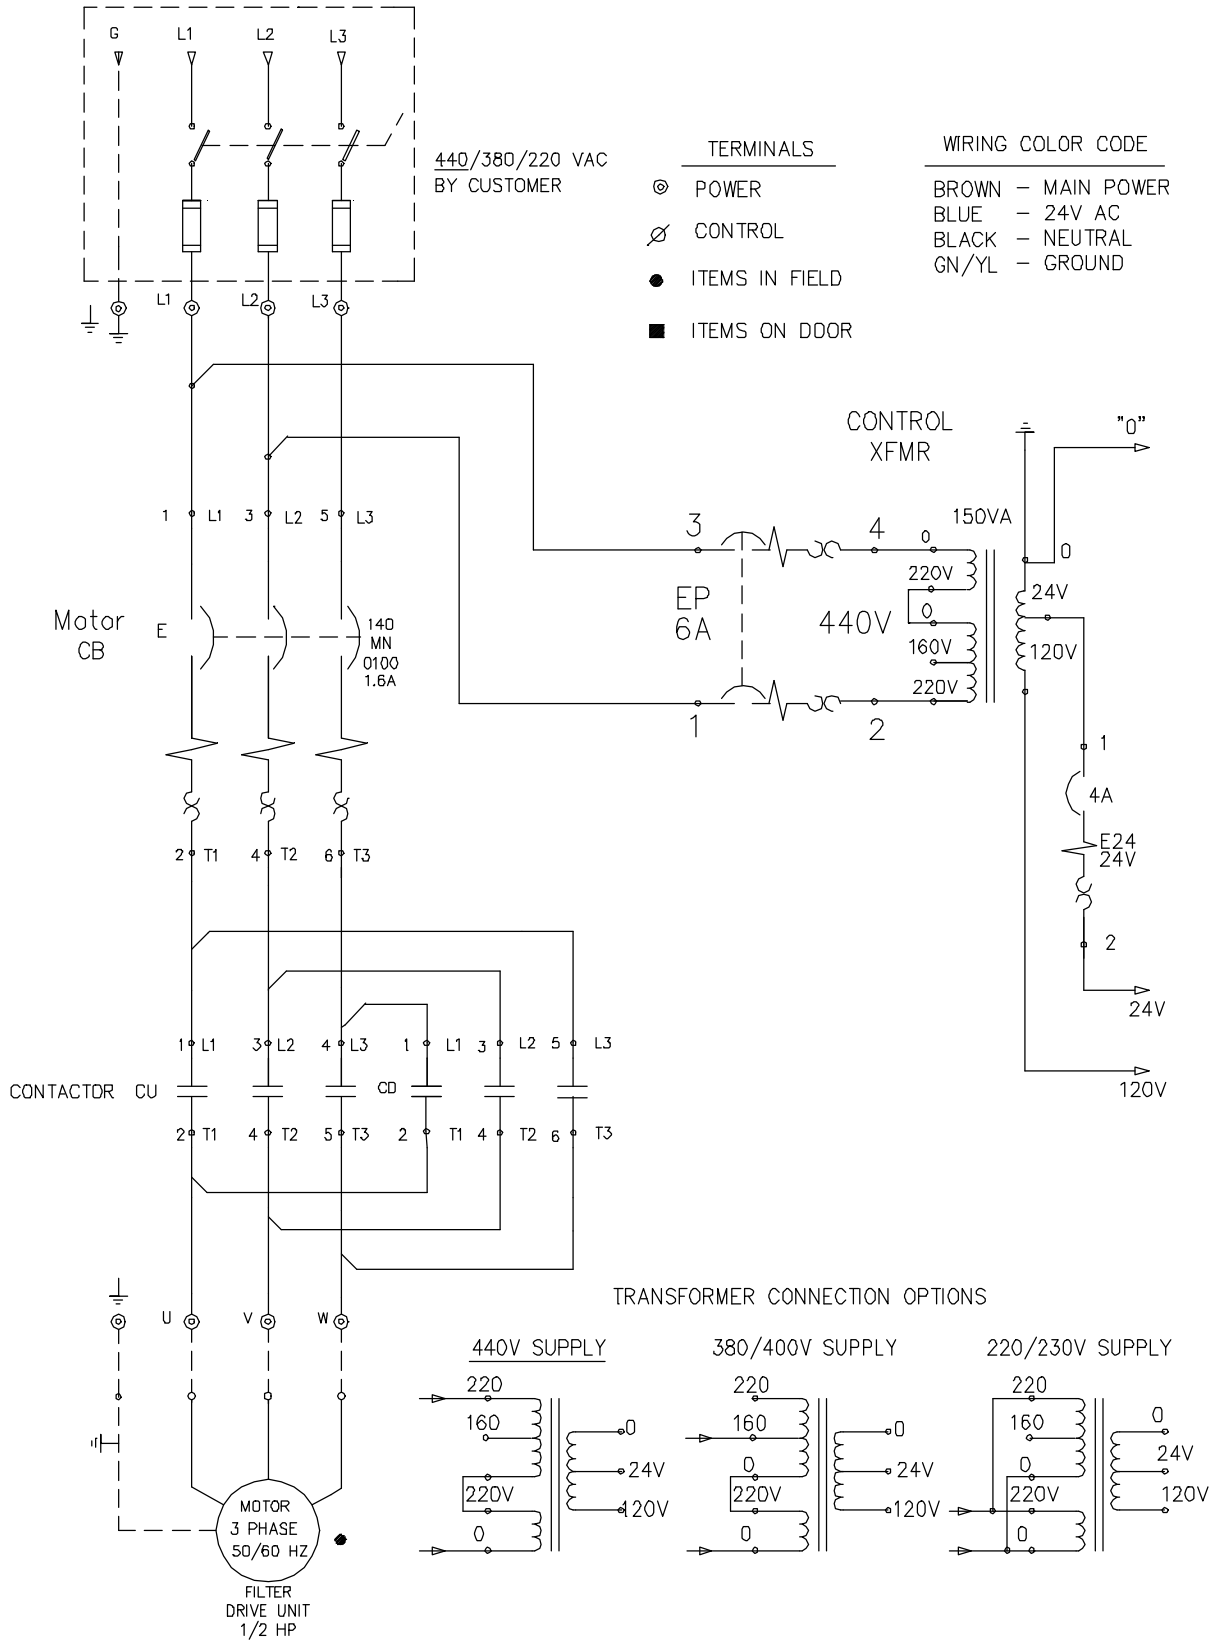 G L1 L2 L3
440/380/220 VAC
BY CUSTOMER
TERMINALS
POWER
CONTROL
ITEMS IN FIELD
ITEMS ON DOOR
WIRING COLOR CODE
BROWN – MAIN POWER
BLUE – 24V AC
BLACK – NEUTRAL
GN/YL – GROUND
L1 L2 L3
CONTROL
XFMR
"0"
1 L1 3 L2 5 L3
3 4 0 150VA 0
220V 24V
EP
6A
440V 0
160V 120V
220V
1 2
Motor
CB
E
140
MN
0100
1.6A
1
4A
E24
24V
2
24V
120V
2 T1 4 T2 6 T3
1 L1 3 L2 4 L3 1 L1 3 L2 5 L3
CONTACTOR CU CD
2 T1 4 T2 5 T3 2 T1 4 T2 6 T3
U V W
TRANSFORMER CONNECTION OPTIONS
440V SUPPLY
220
160 0
0 24V
220V 120V
0
380/400V SUPPLY
220
160 0
0 24V
220V 120V
0
220/230V SUPPLY
220
160 0
0 24V
220V 120V
0
MOTOR
3 PHASE
50/60 HZ
FILTER
DRIVE UNIT
1/2 HP